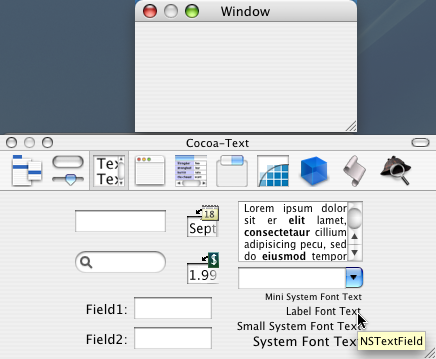 Window
Cocoa-Text
Tex
Tex
18
Sept
Lorem ipsum dolor
sit er elit lamet,
consectetaur cillium
adipisicing pecu, sed
do eiusmod tempor
$
1.99
Mini System Font Text
Label Font Text
Field1:
Small System Font Text
Field2:
System Font Text
NSTextField